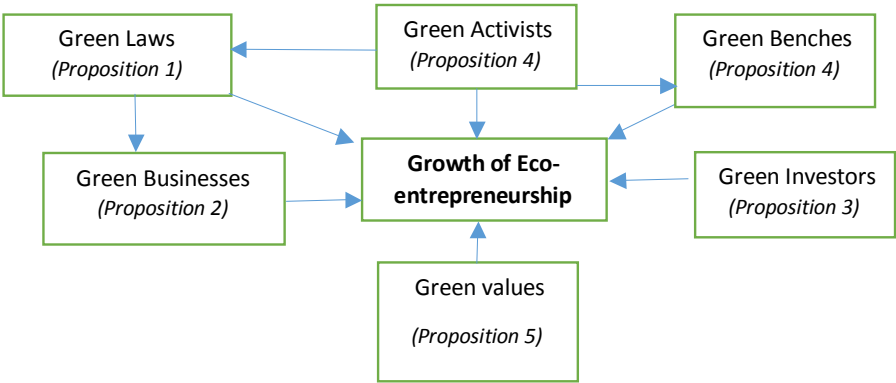 Green Laws
(Proposition 1)
Green Activists
(Proposition 4)
Green Benches
(Proposition 4)
Green Businesses
(Proposition 2)
Growth of Eco-
entrepreneurship
Green Investors
(Proposition 3)
Green values
(Proposition 5)